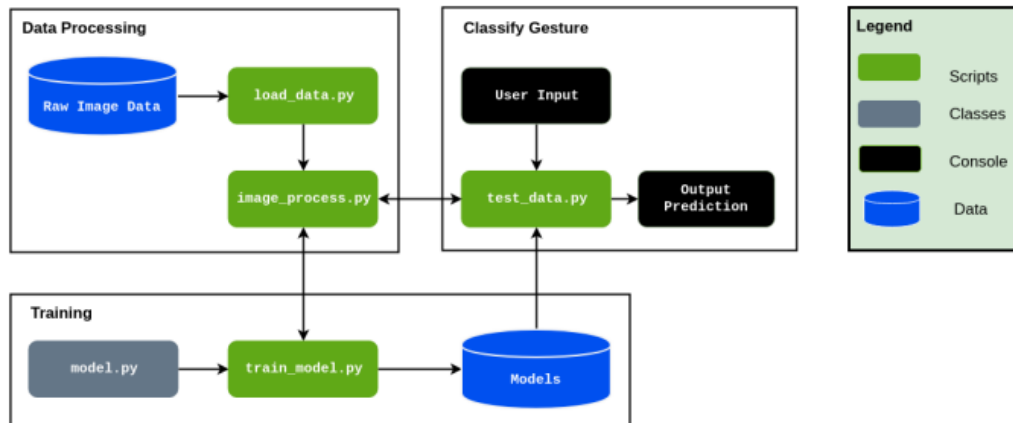 Data Processing
Raw Image Data
load_data.py
image_process.py
Classify Gesture
User Input
test_data.py
Output
Prediction
Legend
Scripts
Classes
Console
Data
Training
model.py
train_model.py
Models